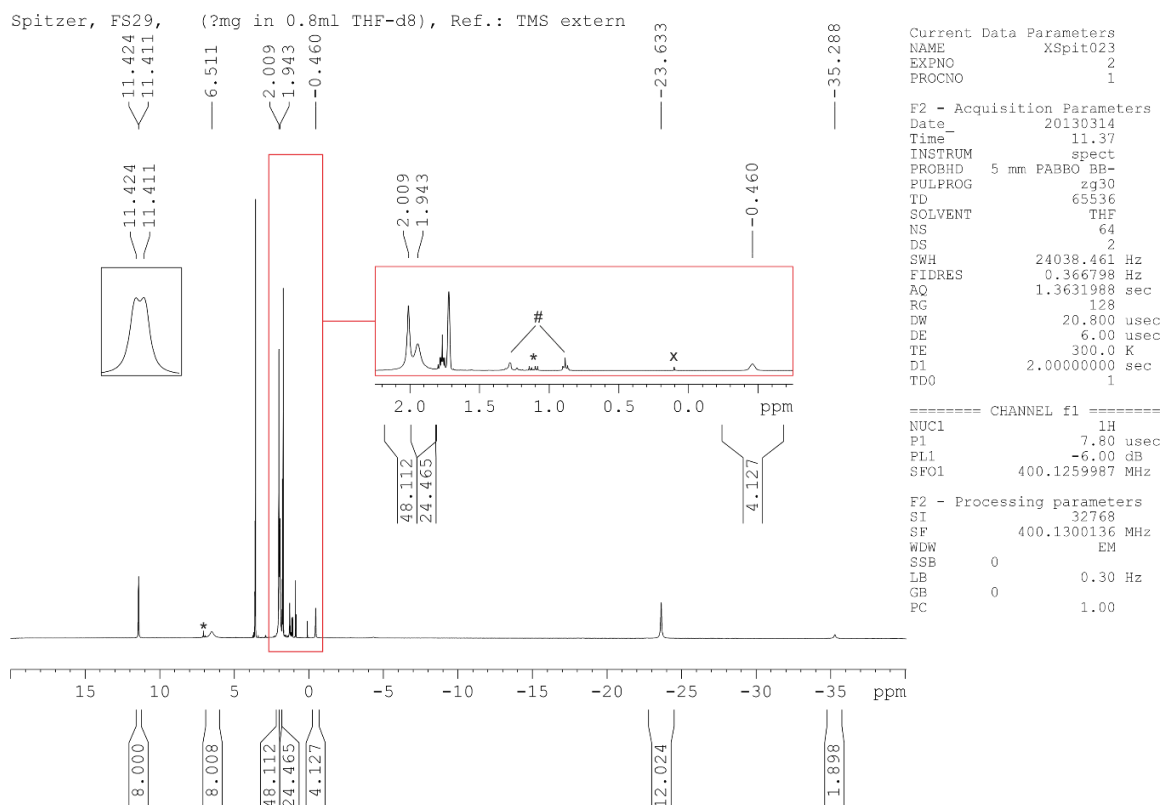 Spitzer, FS29, (?mg in 0.8ml THF-d8), Ref.: TMS extern
11.424
11.411
6.511
2.009
1.943
-0.460
-23.633
-35.288
11.424
11.411
2.009
1.943
-0.460
#
*
x
2.0 1.5 1.0 0.5 0.0 ppm
48.112
24.465
4.127
*
15 10 5 0 -5 -10 -15 -20 -25 -30 -35 ppm
8.000
8.008
48.112
24.465
4.127
12.024
1.898
Current Data Parameters
NAME XSpit023
EXPNO 2
PROCNO 1
F2 - Acquisition Parameters
Date_ 20130314
Time 11.37
INSTRUM spect
PROBHD 5 mm PABBO BB-
PULPROG zg30
TD 65536
SOLVENT THF
NS 64
DS 2
SWH 24038.461 Hz
FIDRES 0.366798 Hz
AQ 1.3631988 sec
RG 128
DW 20.800 usec
DE 6.00 usec
TE 300.0 K
D1 2.00000000 sec
TD0 1
======== CHANNEL f1 ========
NUC1 1H
P1 7.80 usec
PL1 -6.00 dB
SFO1 400.1259987 MHz
F2 - Processing parameters
SI 32768
SF 400.1300136 MHz
WDW EM
SSB 0
LB 0.30 Hz
GB 0
PC 1.00